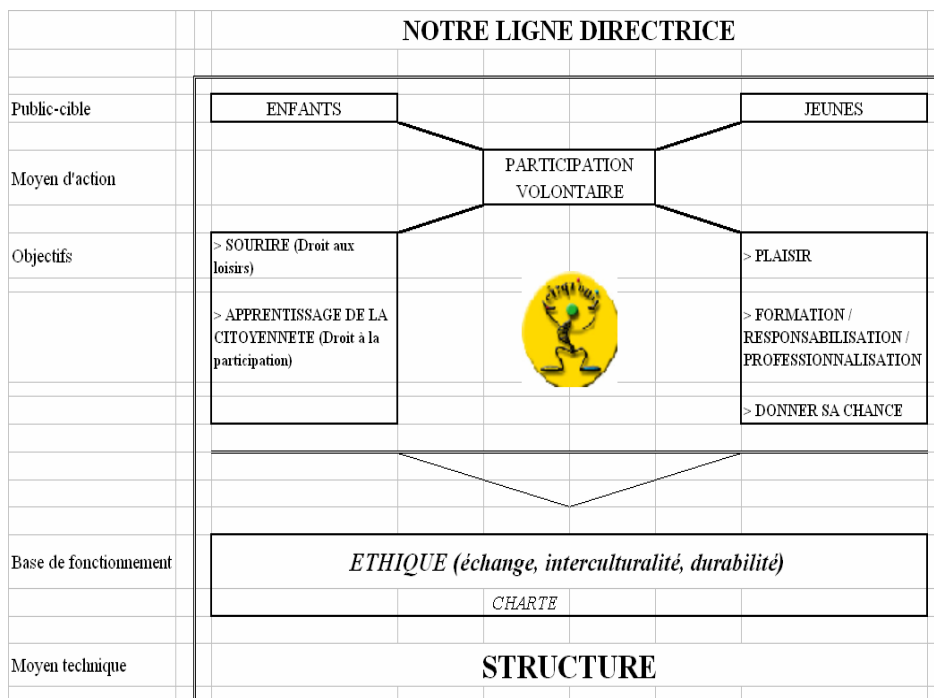 NOTRE LIGNE DIRECTRICE
Public-cible
ENFANTS
JEUNES
Moyen d'action
PARTICIPATION
VOLONTAIRE
Objectifs
> SOURIRE (Droit aux
loisirs)
> APPRENTISSAGE DE LA
CITOYENNETE (Droit à la
participation)
> PLAISIR
> FORMATION /
RESPONSABILISATION /
PROFESSIONNALISATION
> DONNER SA CHANCE
Base de fonctionnement
ETHIQUE (échange, interculturalité, durabilité)
CHARTE
Moyen technique
STRUCTURE